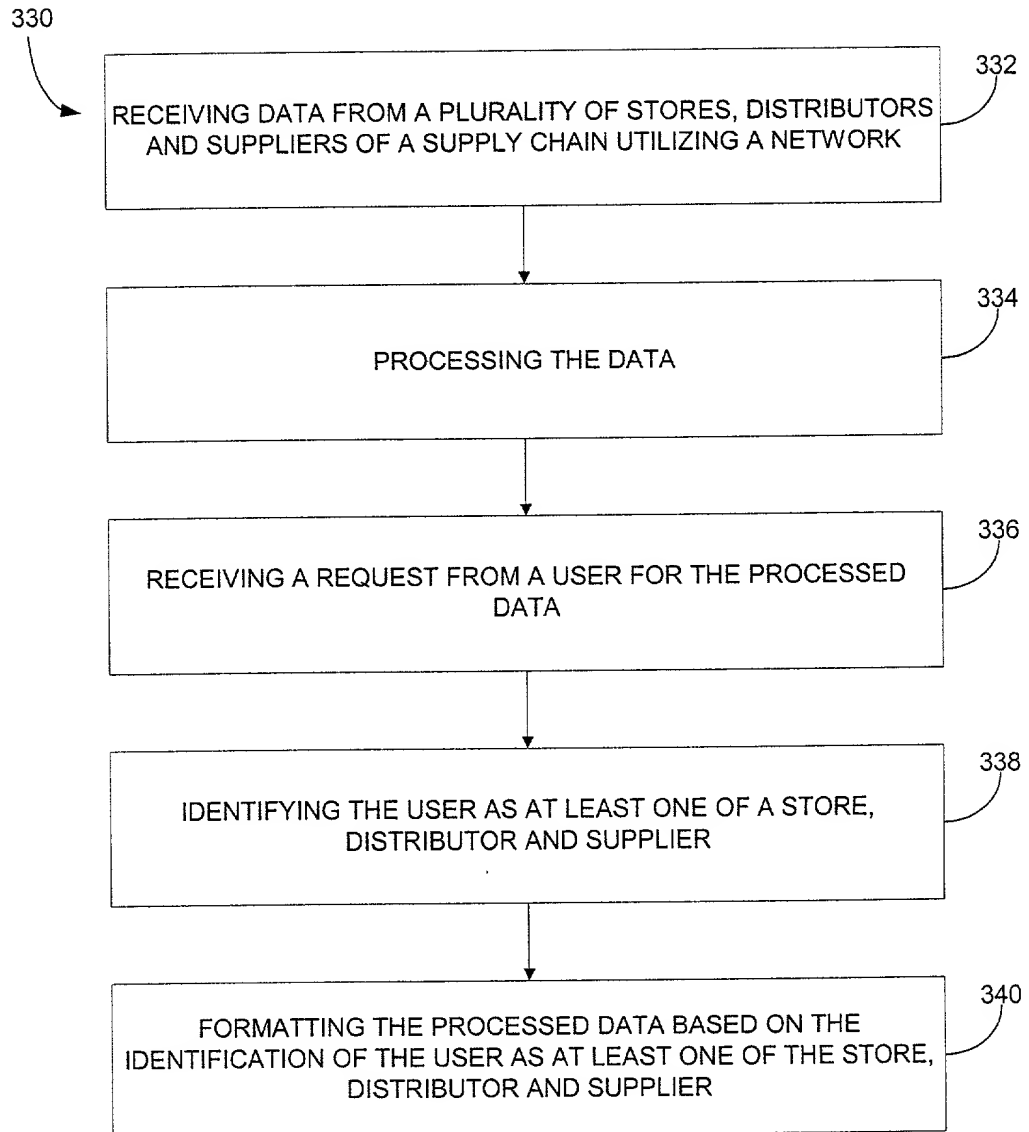 330
332
RECEIVING DATA FROM A PLURALITY OF STORES, DISTRIBUTORS
AND SUPPLIERS OF A SUPPLY CHAIN UTILIZING A NETWORK
334
PROCESSING THE DATA
336
RECEIVING A REQUEST FROM A USER FOR THE PROCESSED
DATA
338
IDENTIFYING THE USER AS AT LEAST ONE OF A STORE,
DISTRIBUTOR AND SUPPLIER
340
FORMATTING THE PROCESSED DATA BASED ON THE
IDENTIFICATION OF THE USER AS AT LEAST ONE OF THE STORE,
DISTRIBUTOR AND SUPPLIER